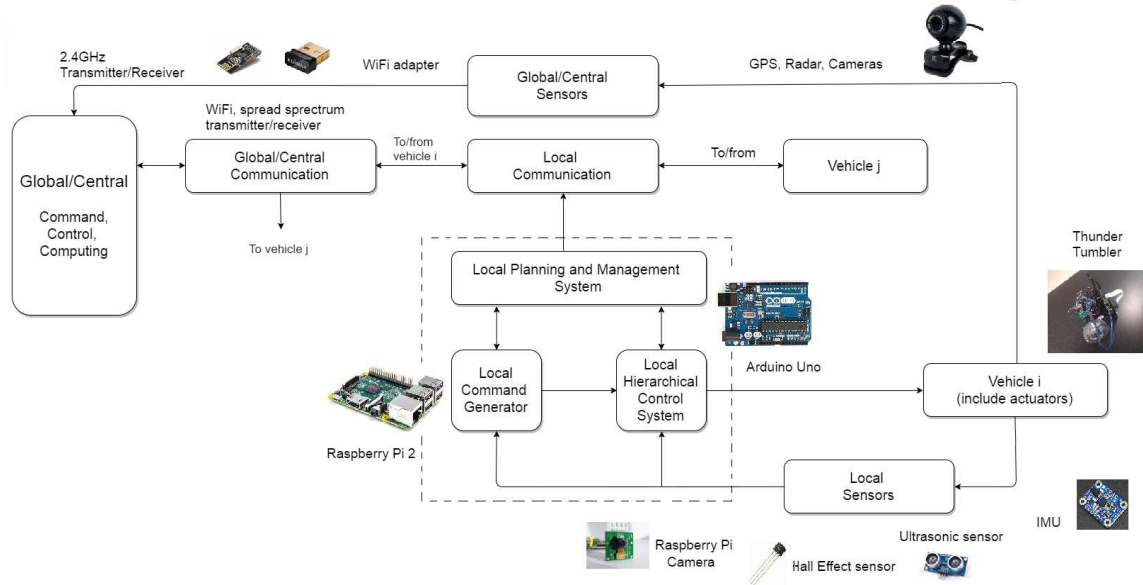 2.4GHz
Transmitter/Receiver
WiFi adapter
Global/Central
Sensors
GPS, Radar, Cameras
WiFi, spread sprectrum
transmitter/receiver
Global/Central
Command,
Control,
Computing
Global/Central
Communication
To/from
vehicle i
Local
Communication
To/from
Vehicle j
To vehicle j
Local Planning and Management
System
Thunder
Tumbler
Local
Command
Generator
Local
Hierarchical
Control
System
Arduino Uno
Vehicle i
(include actuators)
Raspberry Pi 2
Local
Sensors
IMU
Raspberry Pi
Camera
Hall Effect sensor
Ultrasonic sensor